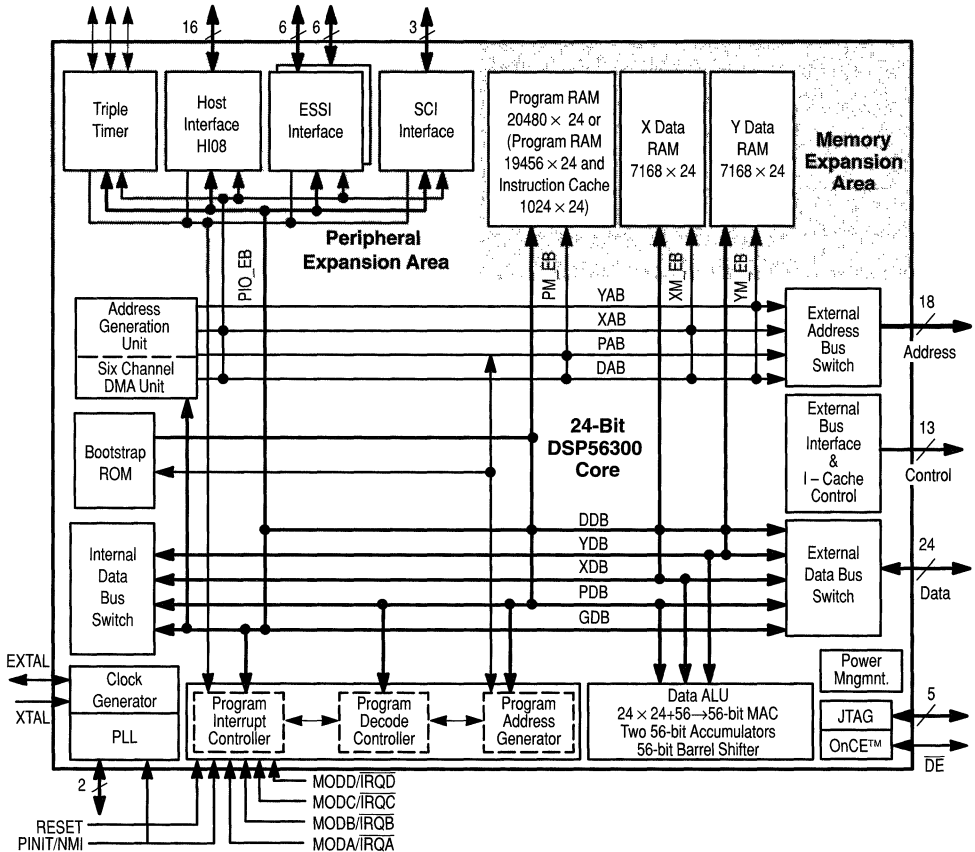 16
6
6
3
Triple
Timer
Host
Interface
HI08
ESSI
Interface
SCI
Interface
Program RAM
20480 × 24 or
(Program RAM
19456 × 24 and
Instruction Cache
1024 × 24)
X Data
RAM
7168 × 24
Y Data
RAM
7168 × 24
Memory
Expansion
Area
Peripheral
Expansion Area
PIO_EB
PM_EB
XM_EB
YM_EB
Address
Generation
Unit
Six Channel
DMA Unit
YAB
XAB
PAB
DAB
External
Address
Bus
Switch
18
Address
Bootstrap
ROM
24-Bit
DSP56300
Core
External
Bus
Interface
&
I – Cache
Control
13
Control
Internal
Data
Bus
Switch
DDB
YDB
XDB
PDB
GDB
External
Data Bus
Switch
24
Data
EXTAL
XTAL
Clock
Generator
PLL
2
Program
Interrupt
Controller
Program
Decode
Controller
Program
Address
Generator
Data ALU
24 × 24+56→56-bit MAC
Two 56-bit Accumulators
56-bit Barrel Shifter
Power
Mngmnt.
JTAG
OnCE™
5
DE
MODD/IRQD
MODC/IRQC
MODB/IRQB
MODA/IRQA
RESET
PINIT/NMI